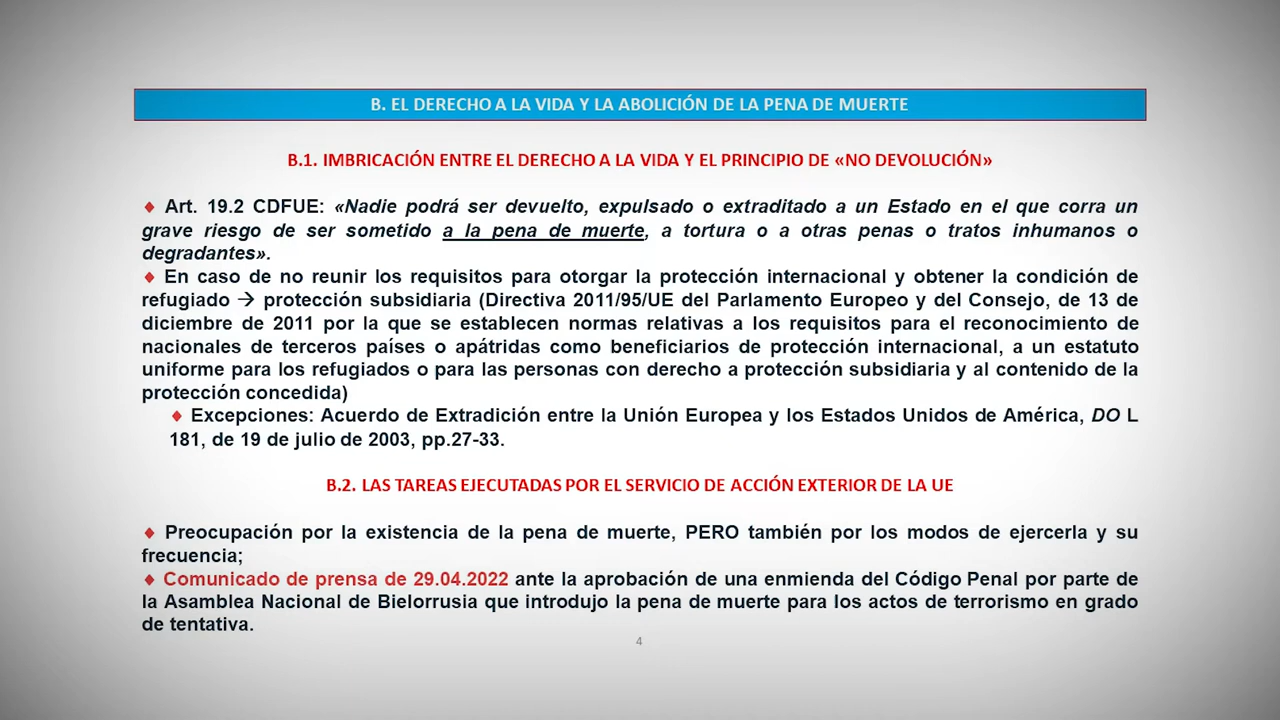 B. EL DERECHO A LA VIDA Y LA ABOLICIÓN DE LA PENA DE MUERTE
B.1. IMBRICACIÓN ENTRE EL DERECHO A LA VIDA Y EL PRINCIPIO DE «NO DEVOLUCIÓN»
♦ Art. 19.2 CDFUE: «Nadie podrá ser devuelto, expulsado o extraditado a un Estado en el que corra un
grave riesgo de ser sometido a la pena de muerte, a tortura o a otras penas o tratos inhumanos o
degradantes».
♦ En caso de no reunir los requisitos para otorgar la protección internacional y obtener la condición de
refugiado → protección subsidiaria (Directiva 2011/95/UE del Parlamento Europeo y del Consejo, de 13 de
diciembre de 2011 por la que se establecen normas relativas a los requisitos para el reconocimiento de
nacionales de terceros países o apátridas como beneficiarios de protección internacional, a un estatuto
uniforme para los refugiados o para las personas con derecho a protección subsidiaria y al contenido de la
protección concedida)
♦ Excepciones: Acuerdo de Extradición entre la Unión Europea y los Estados Unidos de América, DO L
181, de 19 de julio de 2003, pp.27-33.
B.2. LAS TAREAS EJECUTADAS POR EL SERVICIO DE ACCIÓN EXTERIOR DE LA UE
♦ Preocupación por la existencia de la pena de muerte, PERO también por los modos de ejercerla y su
frecuencia;
♦ Comunicado de prensa de 29.04.2022 ante la aprobación de una enmienda del Código Penal por parte de
la Asamblea Nacional de Bielorrusia que introdujo la pena de muerte para los actos de terrorismo en grado
de tentativa.
4